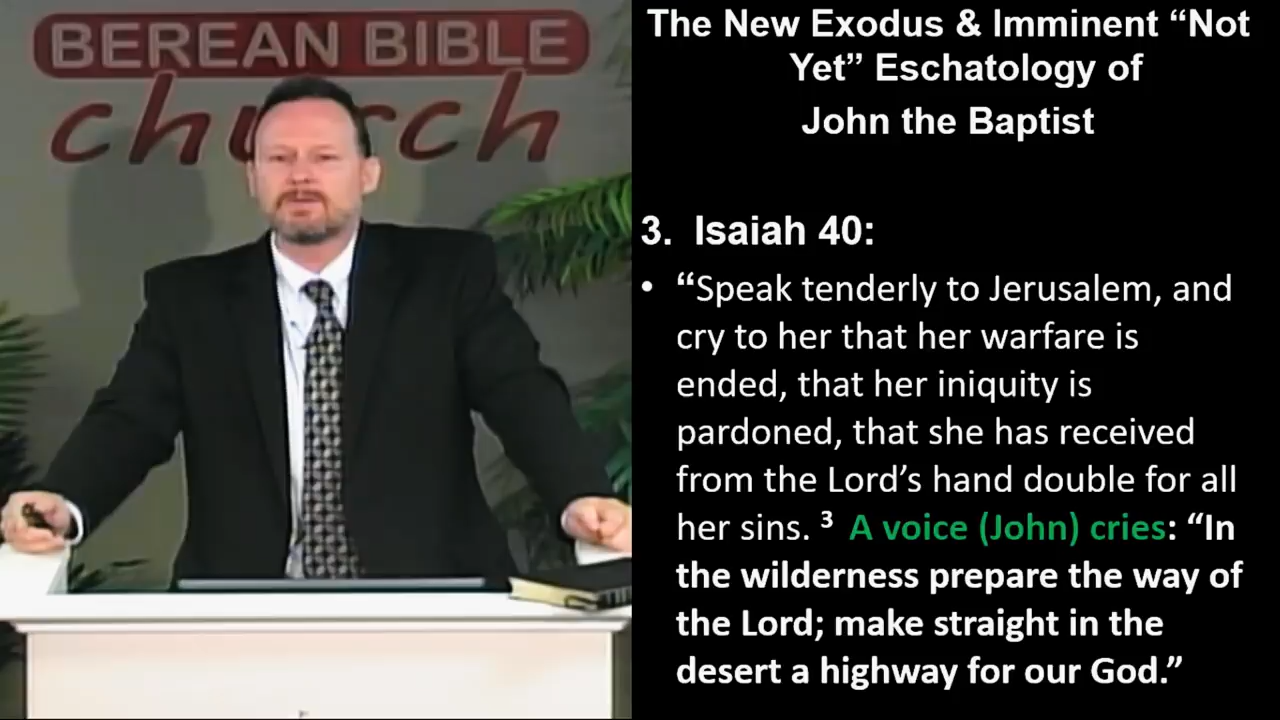 BEREAN BIBLE
church
The New Exodus & Imminent “Not
Yet” Eschatology of
John the Baptist
3. Isaiah 40:
• “Speak tenderly to Jerusalem, and
cry to her that her warfare is
ended, that her iniquity is
pardoned, that she has received
from the Lord’s hand double for all
her sins. ³ A voice (John) cries: “In
the wilderness prepare the way of
the Lord; make straight in the
desert a highway for our God.”